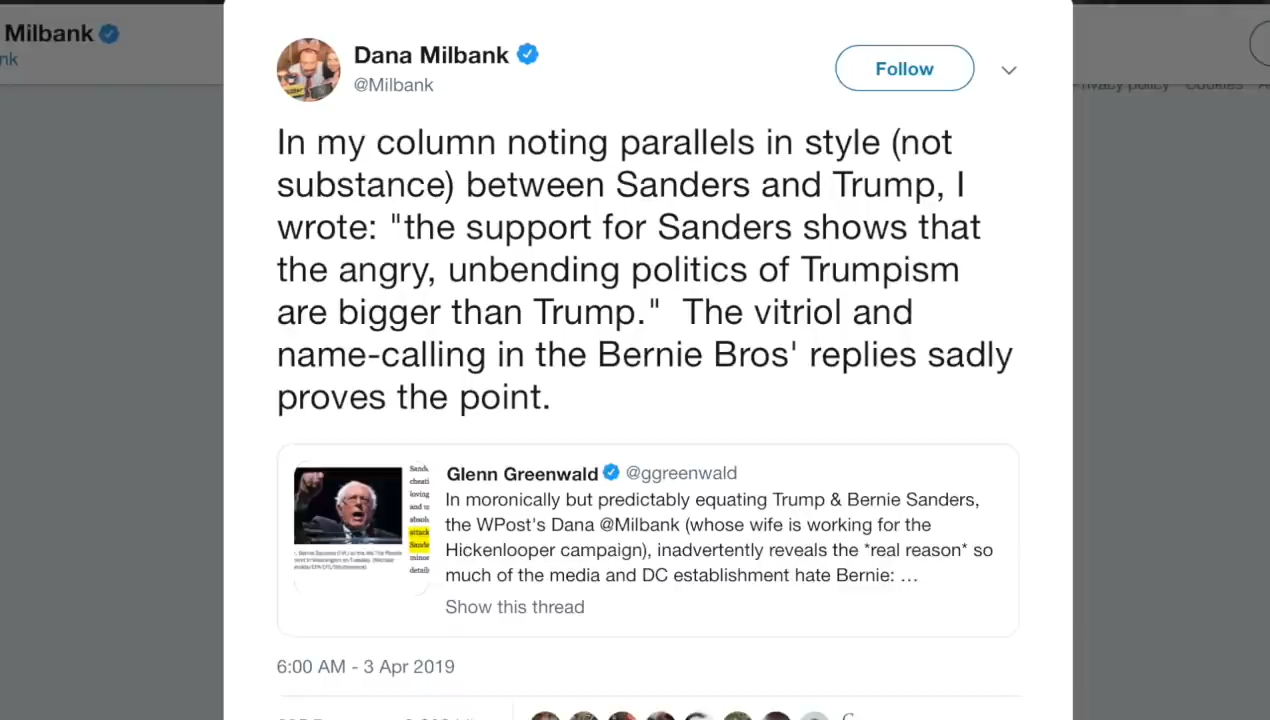 Milbank
nk
Dana Milbank
@Milbank
Follow
In my column noting parallels in style (not
substance) between Sanders and Trump, I
wrote: "the support for Sanders shows that
the angry, unbending politics of Trumpism
are bigger than Trump."  The vitriol and
name-calling in the Bernie Bros' replies sadly
proves the point.
Glenn Greenwald @ggreenwald
In moronically but predictably equating Trump & Bernie Sanders,
the WPost's Dana @Milbank (whose wife is working for the
Hickenlooper campaign), inadvertently reveals the *real reason* so
much of the media and DC establishment hate Bernie: …
Show this thread
6:00 AM - 3 Apr 2019